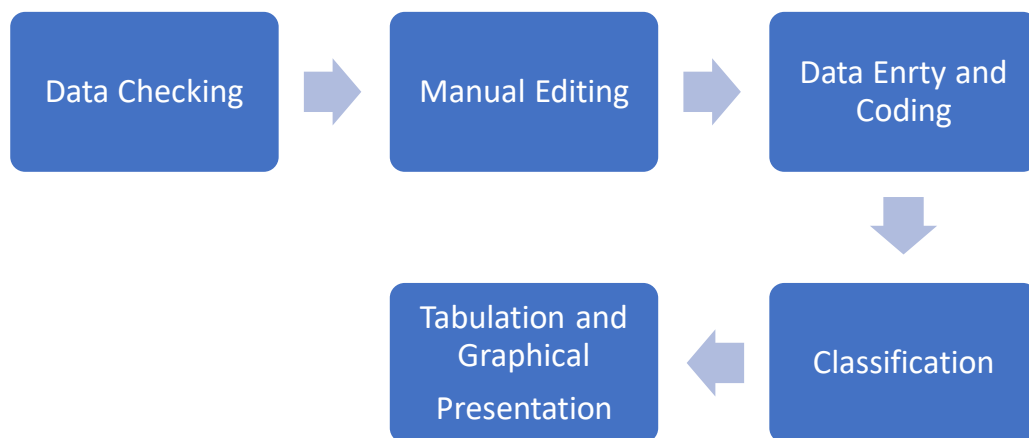 Data Checking
Manual Editing
Data Enrty and
Coding
Classification
Tabulation and
Graphical
Presentation